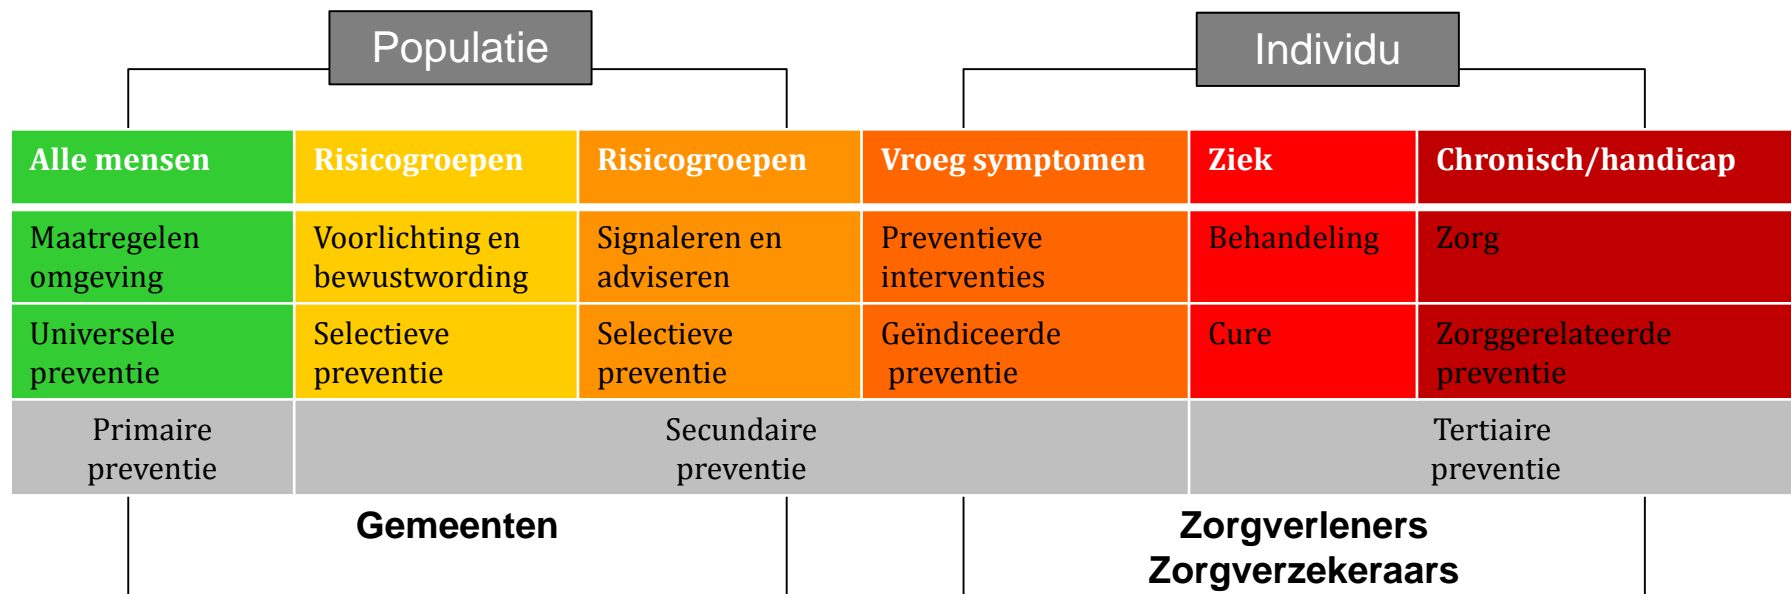 Populatie
Individu
Alle mensen
Risicogroepen
Risicogroepen
Vroeg symptomen
Ziek
Chronisch/handicap
Maatregelen
omgeving
Voorlichting en
bewustwording
Signaleren en
adviseren
Preventieve
interventies
Behandeling
Zorg
Universele
preventie
Selectieve
preventie
Selectieve
preventie
Geïndiceerde
preventie
Cure
Zorggerelateerde
preventie
Primaire
preventie
Secundaire
preventie
Tertiaire
preventie
Gemeenten
Zorgverleners
Zorgverzekeraars